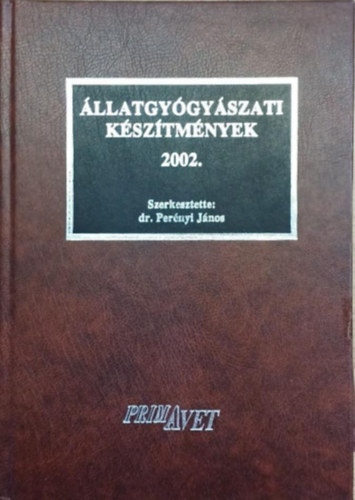 ÁLLATGYÓGYÁSZATI
KÉSZÍTMÉNYEK
2002.
Szerkesztette:
dr. Perényi János
PRIMAVET